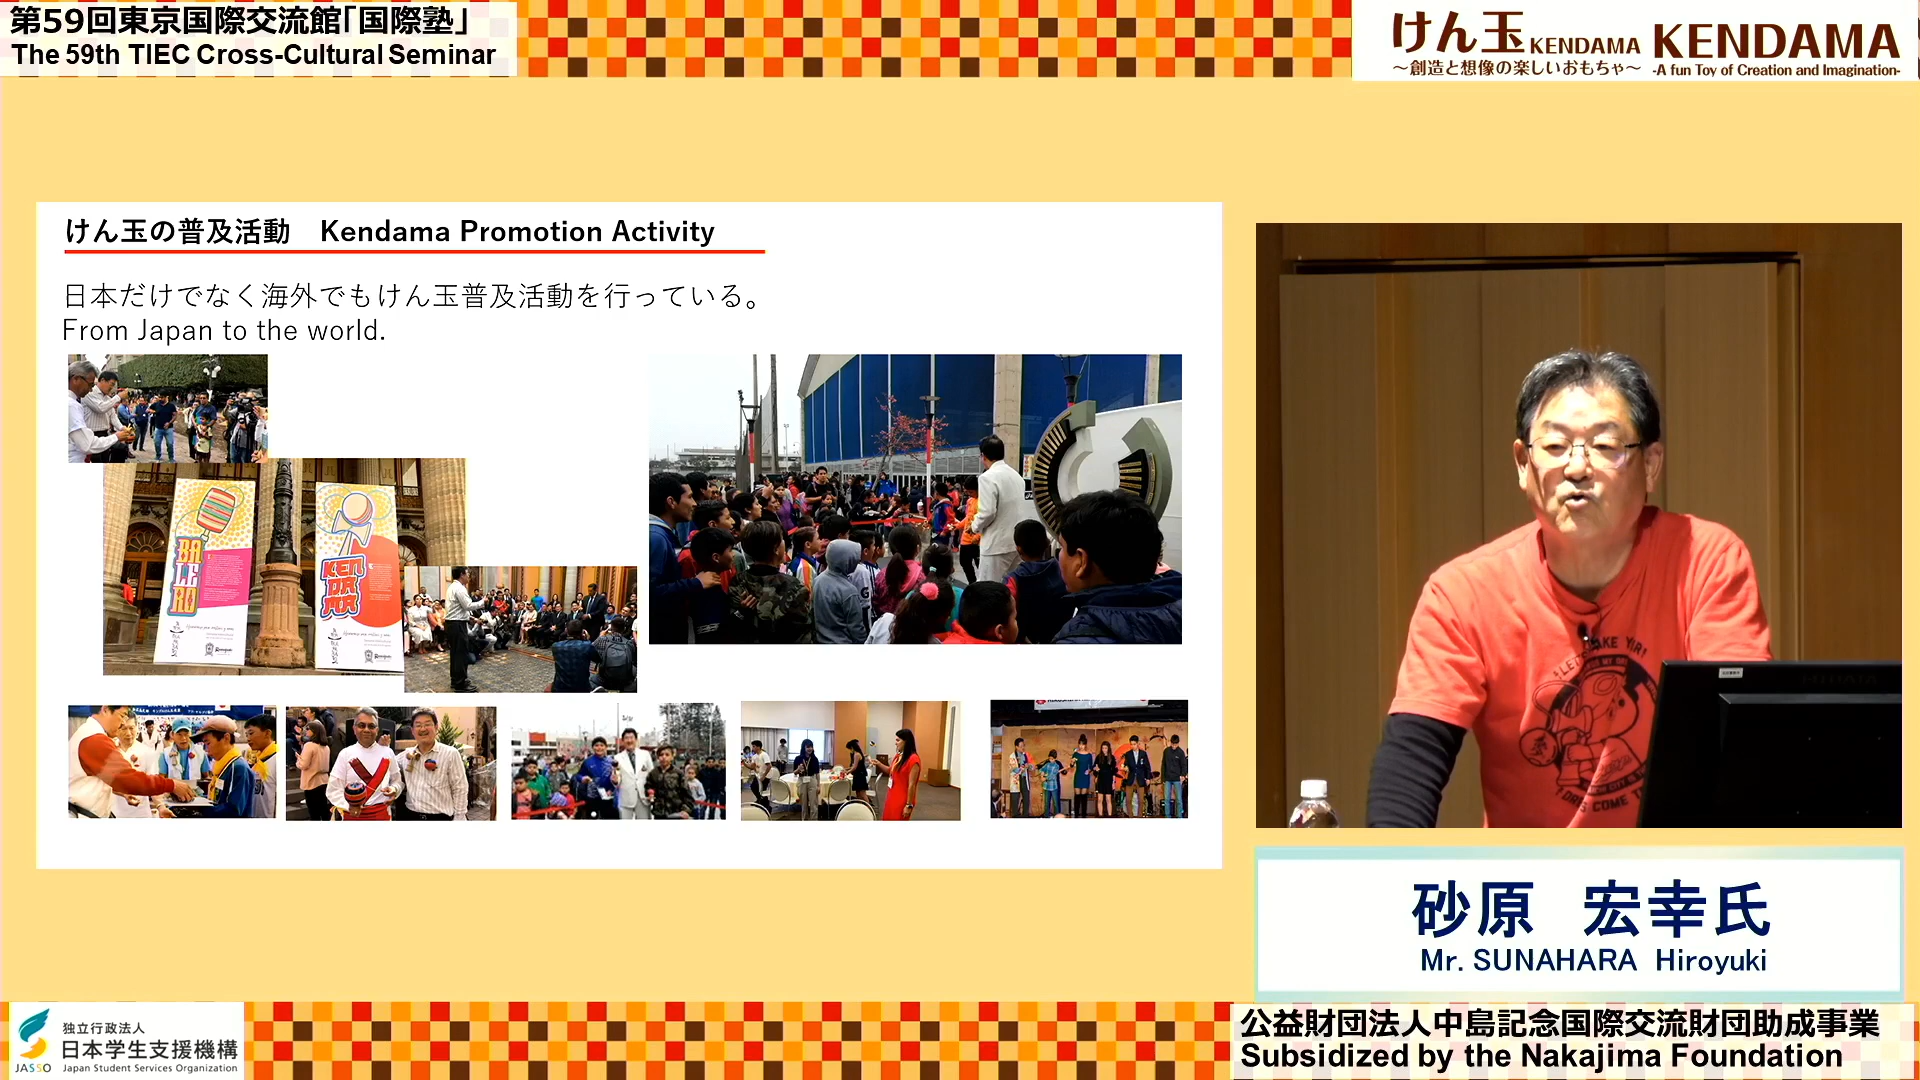 第59回東京国際交流館「国際塾」
The 59th TIEC Cross-Cultural Seminar
けん玉 KENDAMA
～創造と想像の楽しいおもちゃ～
KENDAMA
-A fun Toy of Creation and Imagination-
けん玉の普及活動　Kendama Promotion Activity
日本だけでなく海外でもけん玉普及活動を行っている。
From Japan to the world.
BA
LE
RO
KEN
DA
MA
砂原　宏幸氏
Mr. SUNAHARA Hiroyuki
JASSO
独立行政法人
日本学生支援機構
Japan Student Services Organization
公益財団法人中島記念国際交流財団助成事業
Subsidized by the Nakajima Foundation